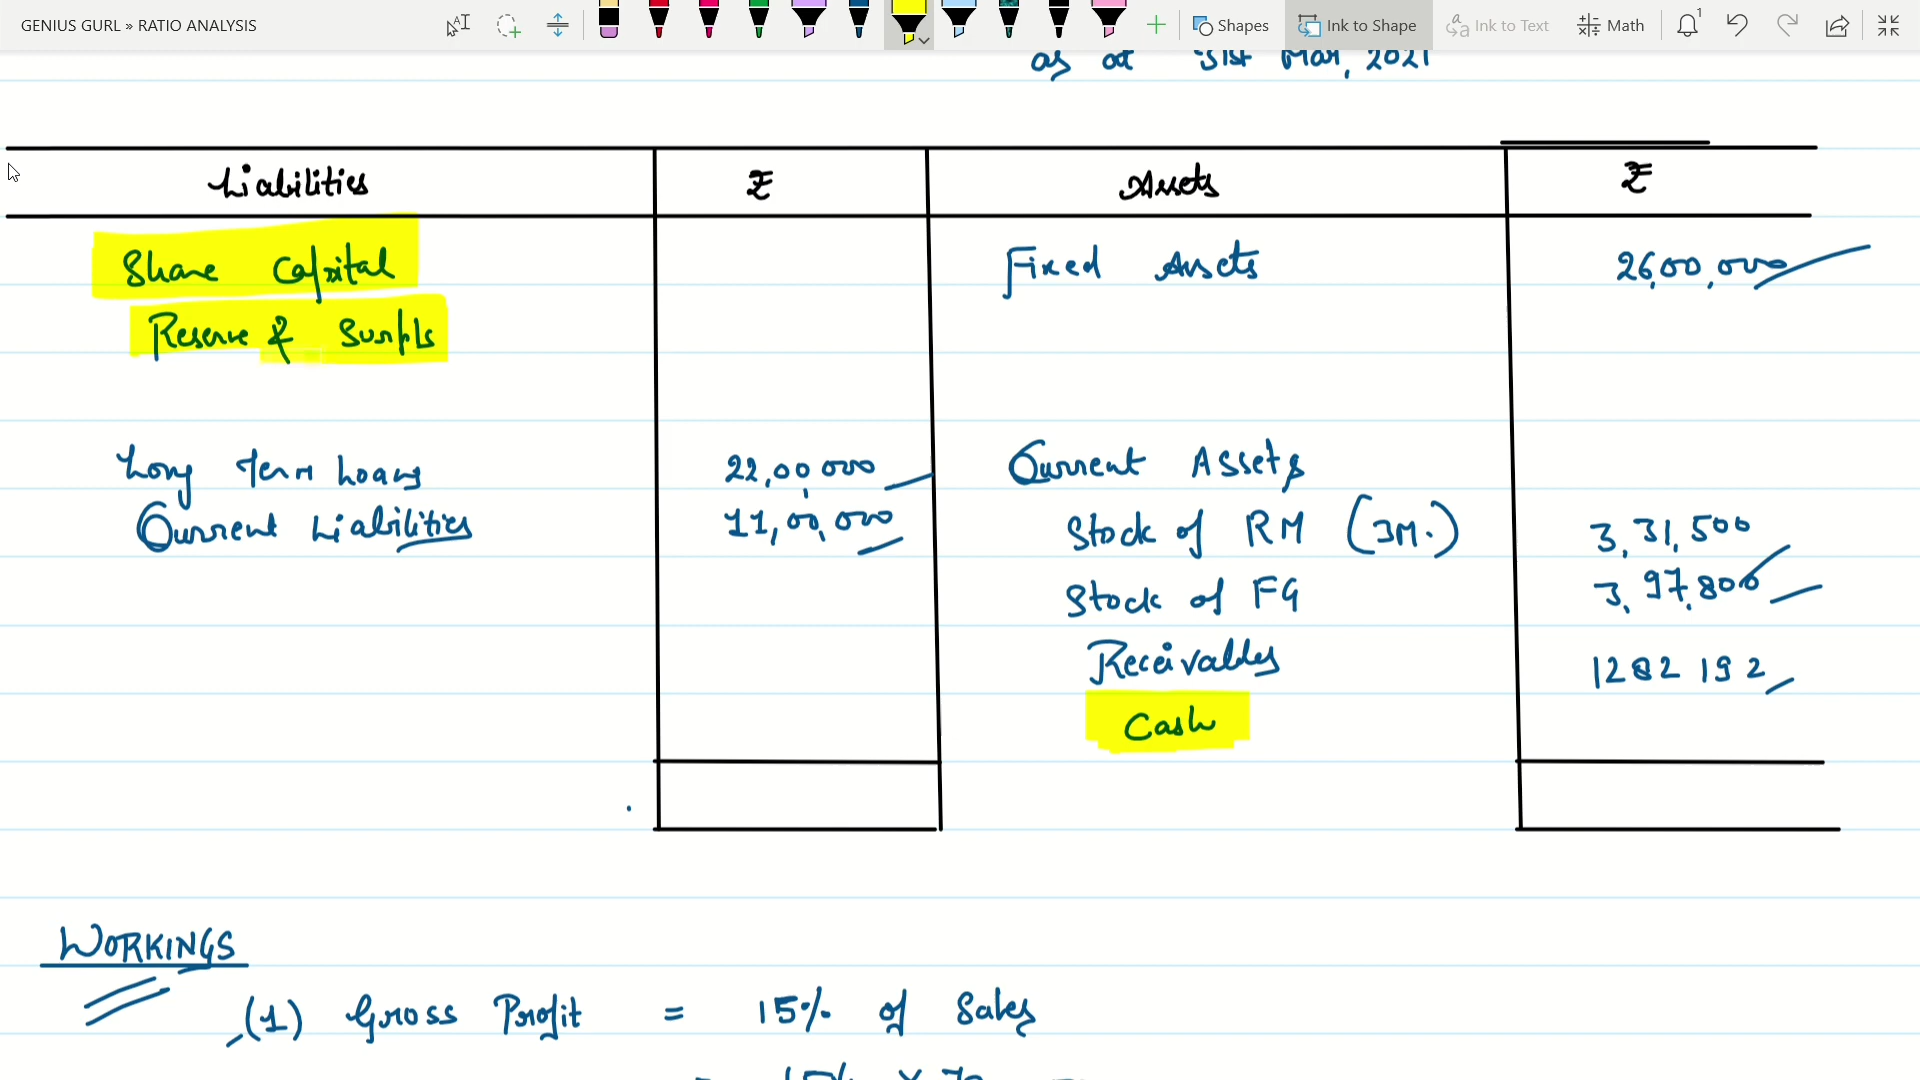 GENIUS GURL » RATIO ANALYSIS
Shapes
Ink to Shape
Ink to Text
Math
1
as at 31st Mar, 2021
Liabilities ₹ Assets ₹
Share Capital Fixed Assets 26,00,000
Reserve & Surpls
Long Term Loans 22,00,000 Current Assets
Current Liabilities 11,00,000 Stock of RM (3M.) 3,31,500
Stock of FG 3,97,800
Receivables 1282192
Cash
WORKINGS
(1) Gross Profit = 15% of Sales